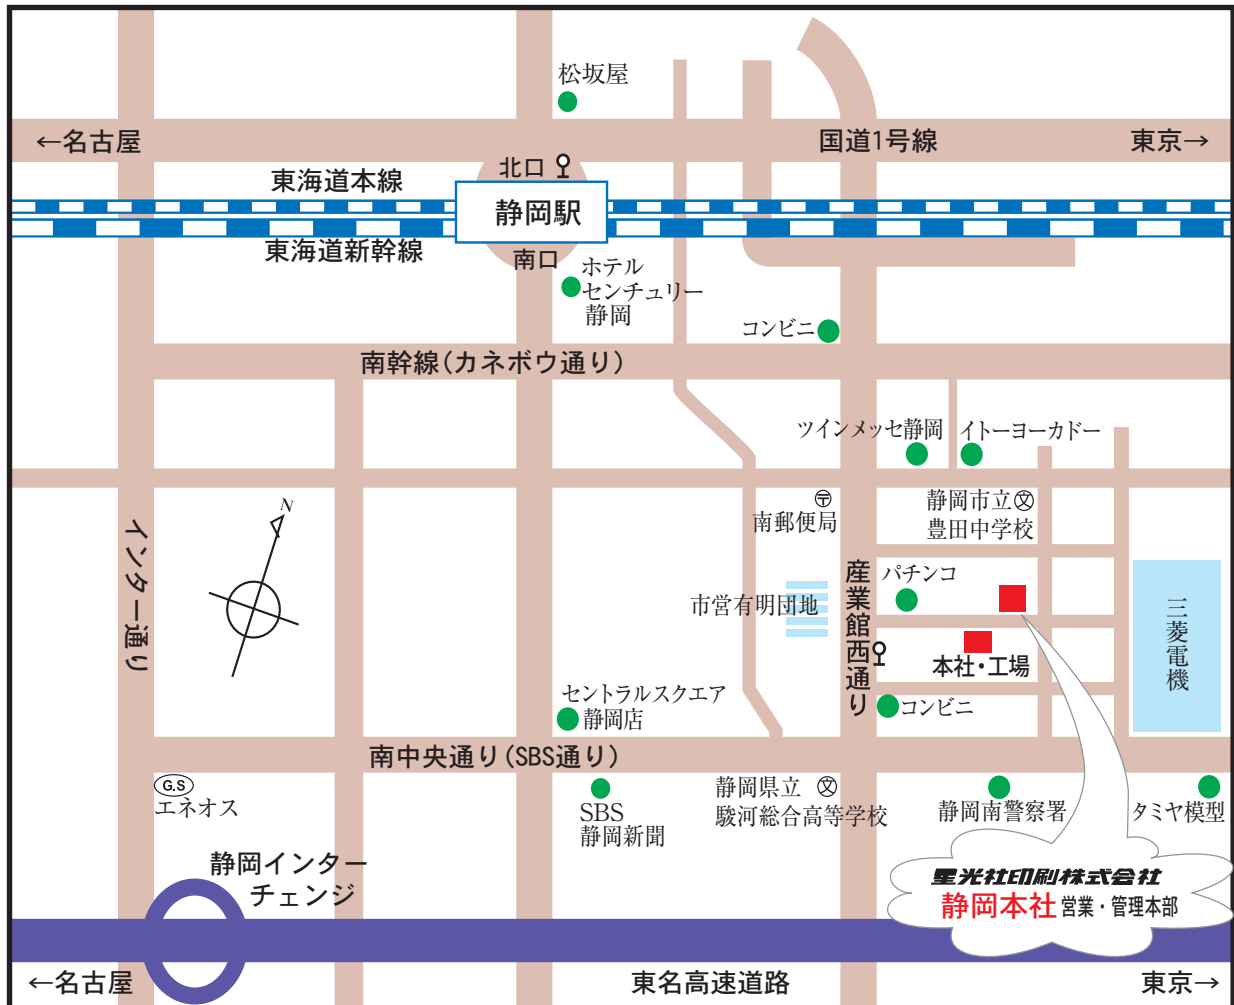 松坂屋
←名古屋
国道1号線
東京→
北口
東海道本線
静岡駅
東海道新幹線
南口
ホテル
センチュリー
静岡
コンビニ
南幹線(カネボウ通り)
ツインメッセ静岡
イトーヨーカドー
N
〒
南郵便局
静岡市立文
豊田中学校
インター通り
産業館西通り
パチンコ
市営有明団地
三菱電機
本社・工場
セントラルスクエア
静岡店
コンビニ
南中央通り(SBS通り)
G.S
エネオス
SBS
静岡新聞
静岡県立 文
駿河総合高等学校
静岡南警察署
タミヤ模型
静岡インター
チェンジ
星光社印刷株式会社
静岡本社 営業・管理本部
←名古屋
東名高速道路
東京→